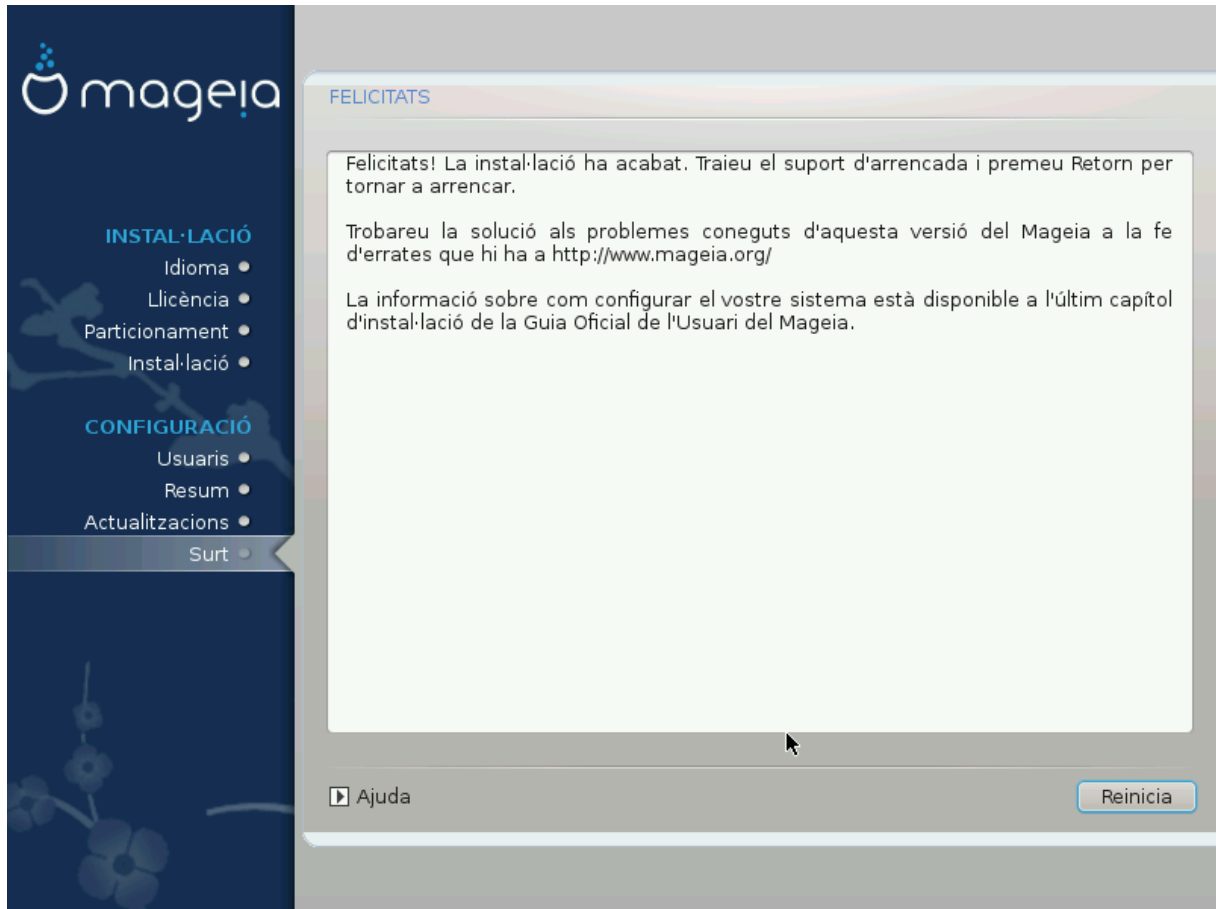 mageia
INSTAL·LACIÓ
Idioma
Llicència
Particionament
Instal·lació
CONFIGURACIÓ
Usuaris
Resum
Actualitzacions
Surt
FELICITATS
Felicitats! La instal·lació ha acabat. Traieu el suport d'arrencada i premeu Retorn per
tornar a arrencar.
Trobareu la solució als problemes coneguts d'aquesta versió del Mageia a la fe
d'errates que hi ha a http://www.mageia.org/
La informació sobre com configurar el vostre sistema està disponible a l'últim capítol
d'instal·lació de la Guia Oficial de l'Usuari del Mageia.
Ajuda
Reinicia